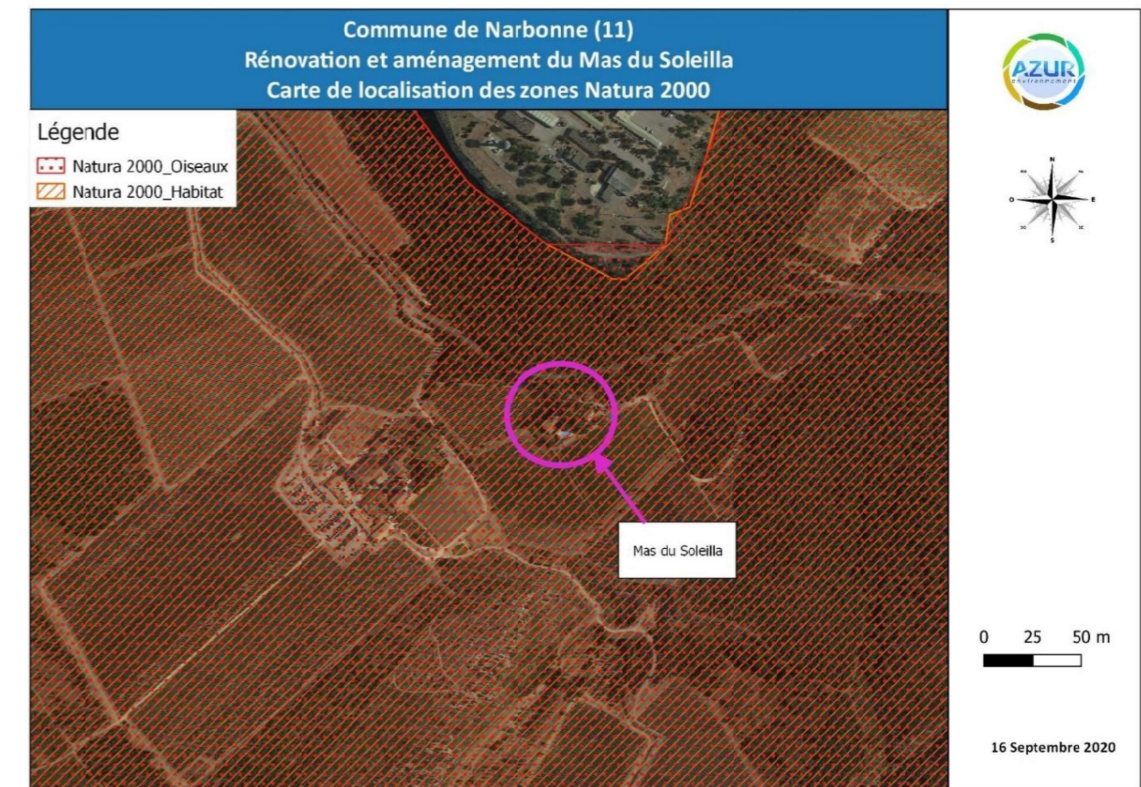 Commune de Narbonne (11)
Rénovation et aménagement du Mas du Soleilla
Carte de localisation des zones Natura 2000
AZUR
environnement
Légende
Natura 2000_Oiseaux
Natura 2000_Habitat
N
O
E
S
Mas du Soleilla
0 25 50 m
16 Septembre 2020